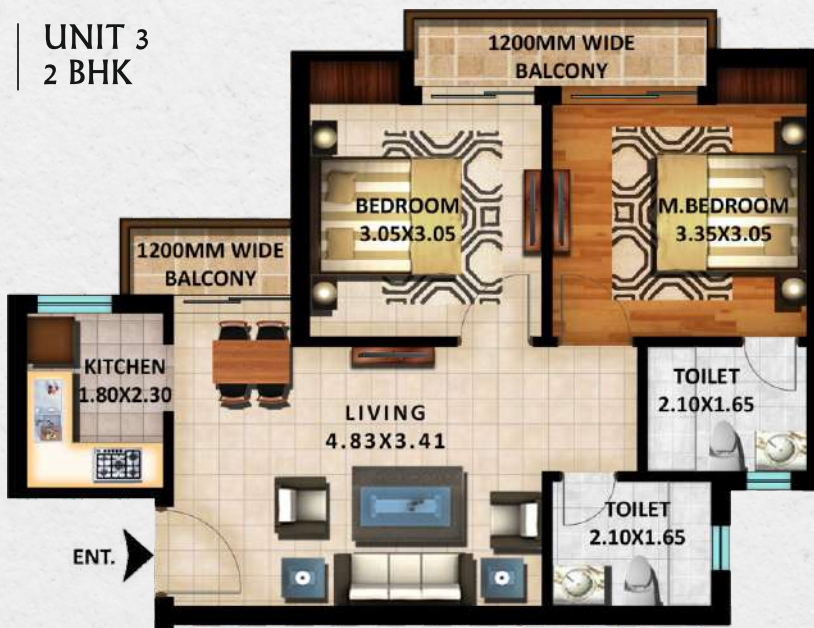 UNIT 3
2 BHK
1200MM WIDE
BALCONY
BEDROOM
3.05X3.05
M.BEDROOM
3.35X3.05
1200MM WIDE
BALCONY
KITCHEN
1.80X2.30
LIVING
4.83X3.41
TOILET
2.10X1.65
TOILET
2.10X1.65
ENT.